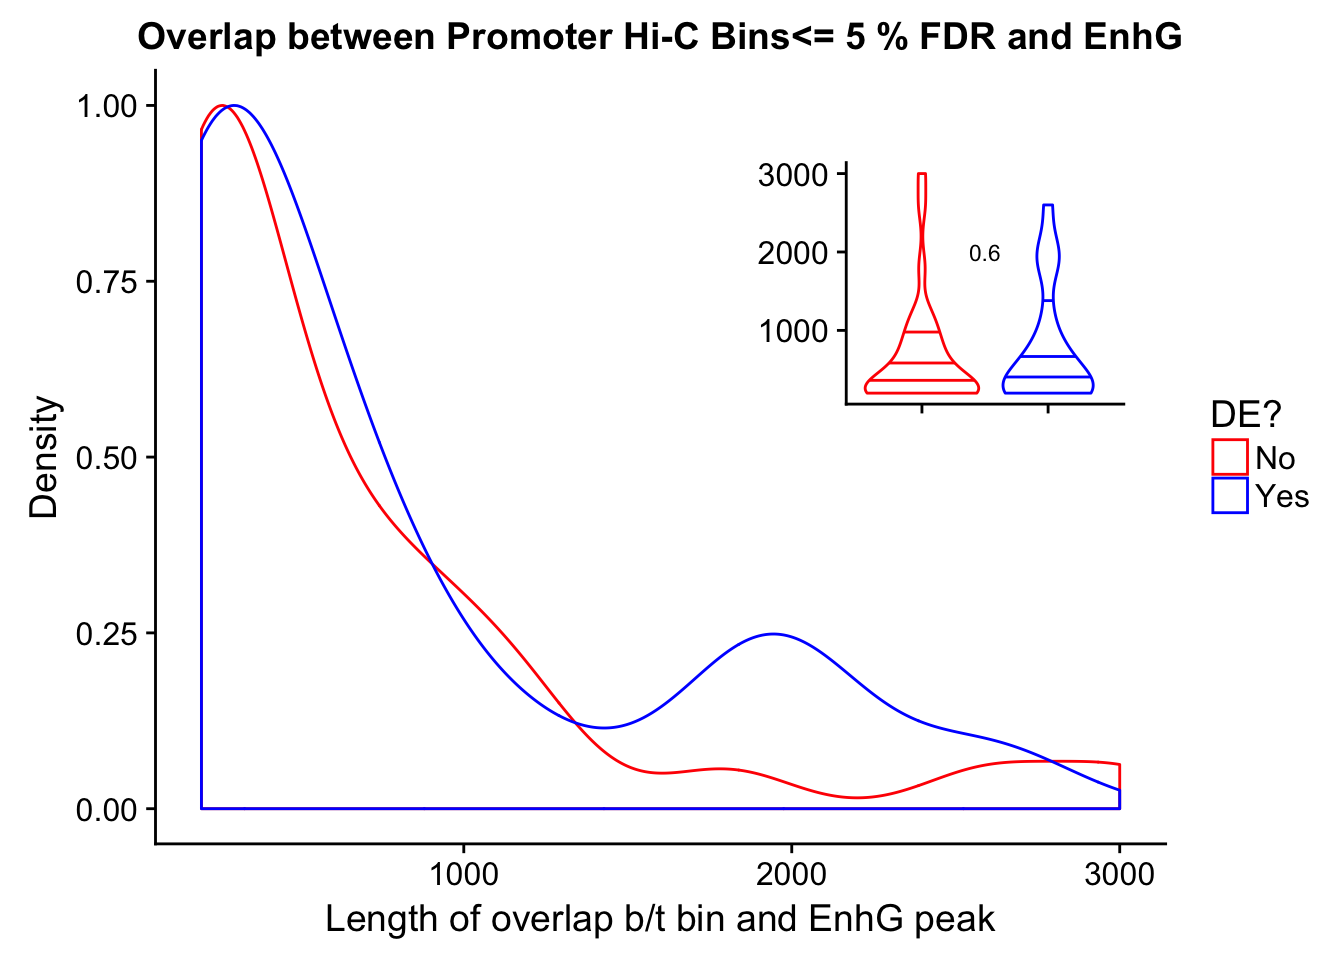 Overlap between Promoter Hi-C Bins<= 5 % FDR and EnhG
1.00
0.75
0.50
0.25
0.00
Density
1000
2000
3000
Length of overlap b/t bin and EnhG peak
3000
2000
1000
0.6
DE?
No
Yes